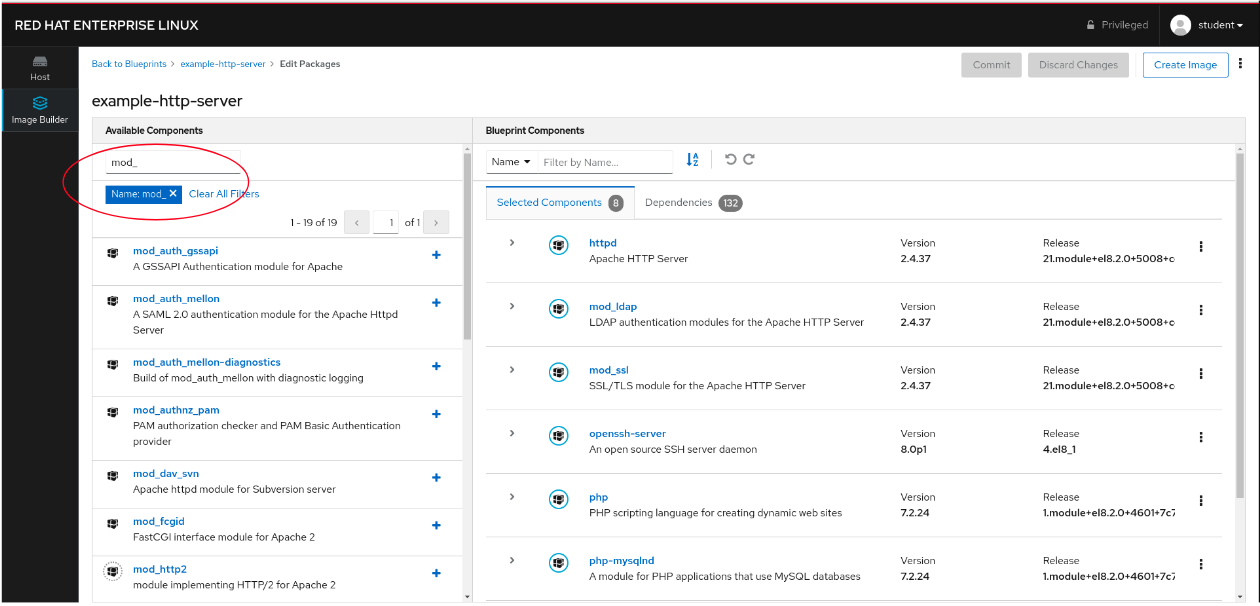 RED HAT ENTERPRISE LINUX
Privileged
student
Host
Image Builder
Back to Blueprints > example-http-server > Edit Packages
Commit
Discard Changes
Create Image
example-http-server
Available Components
mod_
Name: mod_ ✕ Clear All Filters
1 - 19 of 19 < 1 of 1 >
mod_auth_gssapi
A GSSAPI Authentication module for Apache
mod_auth_mellon
A SAML 2.0 authentication module for the Apache Httpd
Server
mod_auth_mellon-diagnostics
Build of mod_auth_mellon with diagnostic logging
mod_authnz_pam
PAM authorization checker and PAM Basic Authentication
provider
mod_dav_svn
Apache httpd module for Subversion server
mod_fcgid
FastCGI interface module for Apache 2
mod_http2
module implementing HTTP/2 for Apache 2
Blueprint Components
Name Filter by Name...
Selected Components 8 Dependencies 132
httpd Version Release
Apache HTTP Server 2.4.37 21.module+el8.2.0+5008+c
mod_ldap Version Release
LDAP authentication modules for the Apache HTTP Server 2.4.37 21.module+el8.2.0+5008+c
mod_ssl Version Release
SSL/TLS module for the Apache HTTP Server 2.4.37 21.module+el8.2.0+5008+c
openssh-server Version Release
An open source SSH server daemon 8.0p1 4.el8_1
php Version Release
PHP scripting language for creating dynamic web sites 7.2.24 1.module+el8.2.0+4601+7c7
php-mysqlnd Version Release
A module for PHP applications that use MySQL databases 7.2.24 1.module+el8.2.0+4601+7c7